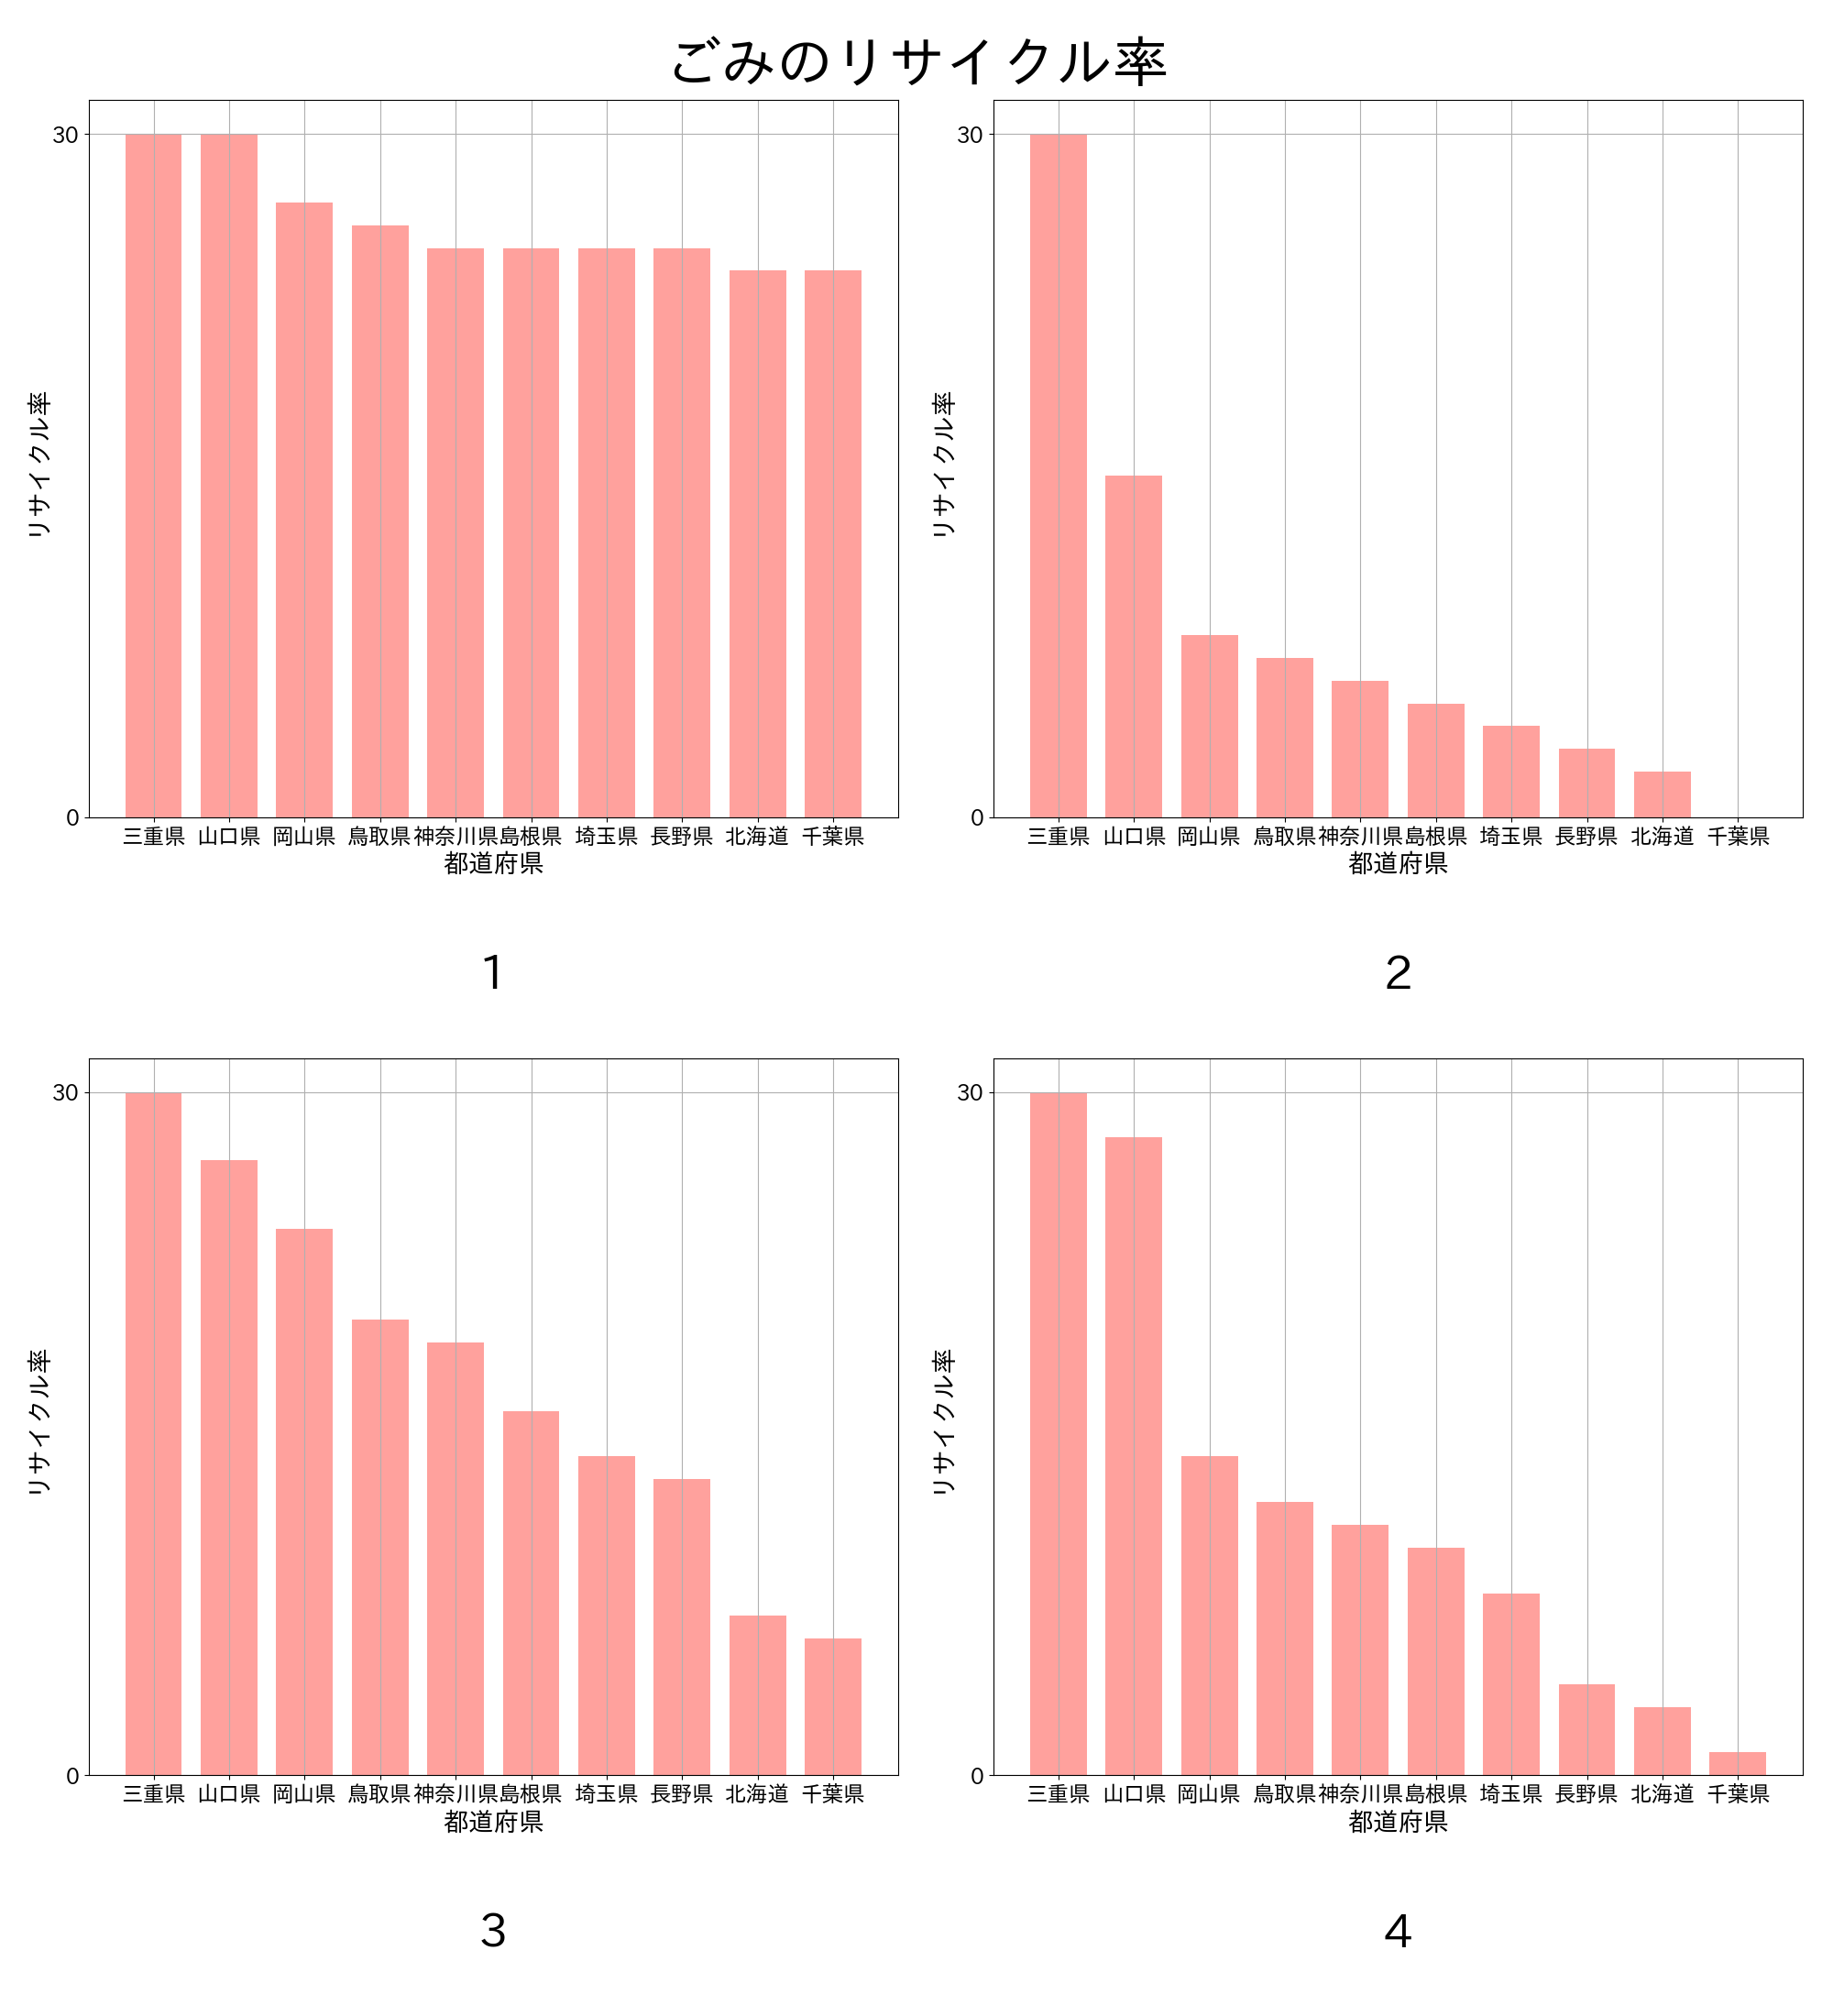 ごみのリサイクル率
30
0
リサイクル率
三重県 山口県 岡山県 鳥取県 神奈川県 島根県 埼玉県 長野県 北海道 千葉県
都道府県
1
30
0
リサイクル率
三重県 山口県 岡山県 鳥取県 神奈川県 島根県 埼玉県 長野県 北海道 千葉県
都道府県
2
30
0
リサイクル率
三重県 山口県 岡山県 鳥取県 神奈川県 島根県 埼玉県 長野県 北海道 千葉県
都道府県
3
30
0
リサイクル率
三重県 山口県 岡山県 鳥取県 神奈川県 島根県 埼玉県 長野県 北海道 千葉県
都道府県
4